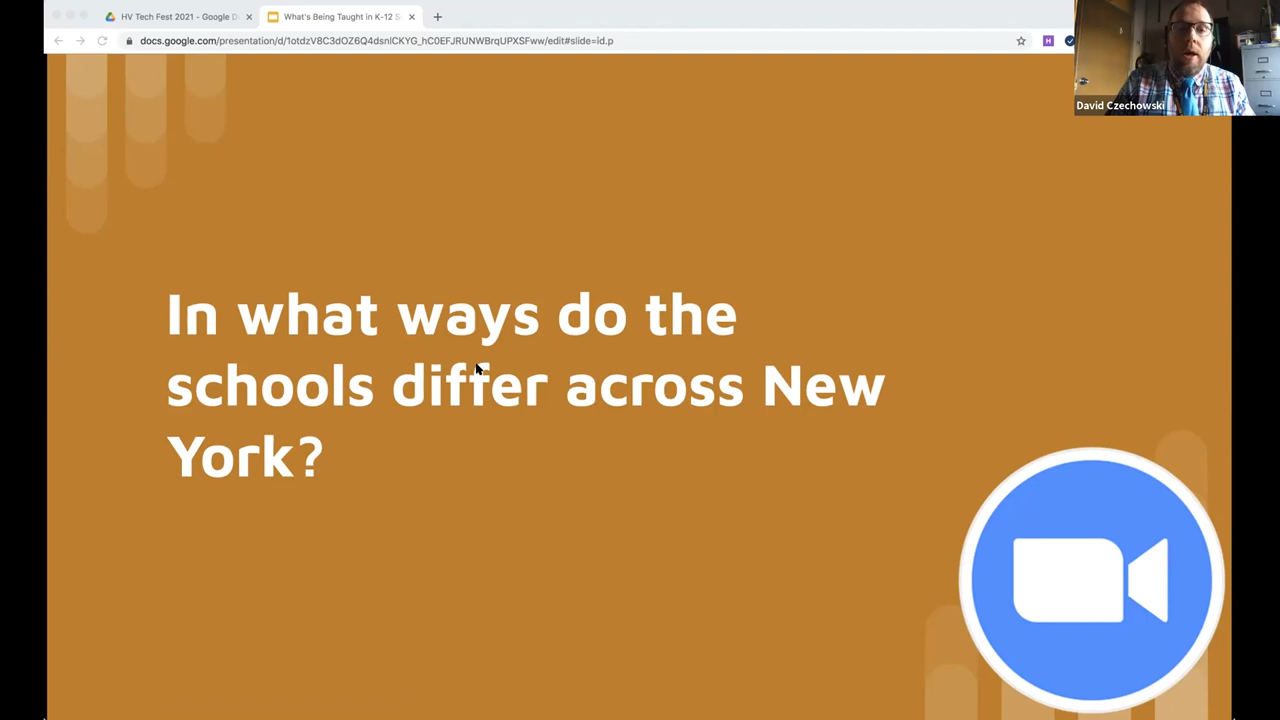 HV Tech Fest 2021 - Google D
What's Being Taught in K-12 S
docs.google.com/presentation/d/1otdzV8C3dOZ6Q4dsnlCKYG_hC0EFJRUNWBrqUPXSFww/edit#slide=id.p
David Czechowski
In what ways do the
schools differ across New
York?